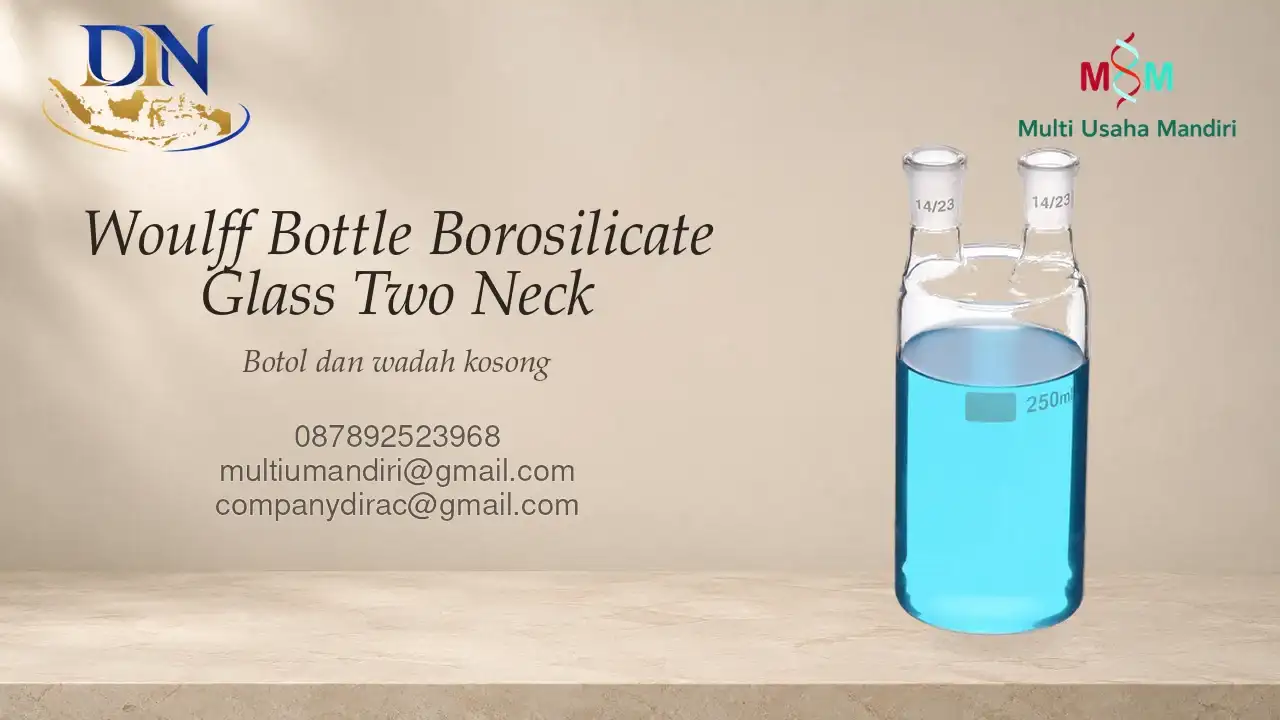 DN
M M
Multi Usaha Mandiri
Woulff Bottle Borosilicate
Glass Two Neck
Botol dan wadah kosong
087892523968
multiumandiri@gmail.com
companydirac@gmail.com
14/23
14/23
250ml